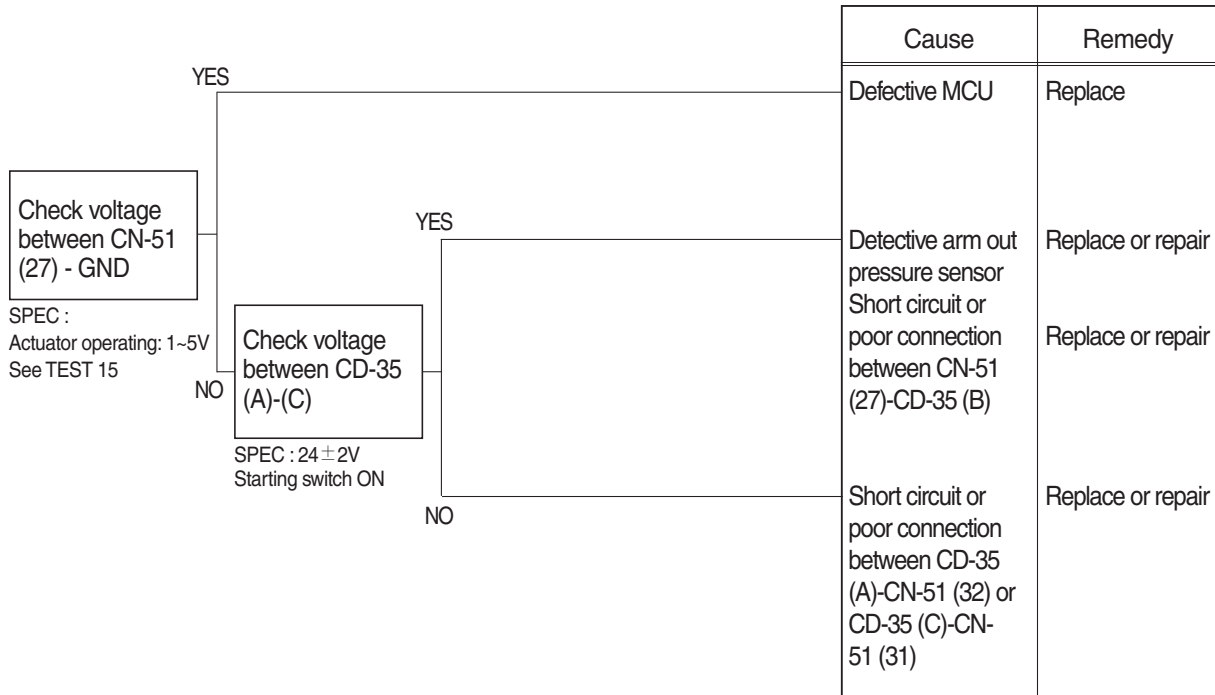 Cause Remedy
YES
Defective MCU Replace
Check voltage
between CN-51
(27) - GND
SPEC :
Actuator operating: 1~5V
See TEST 15
NO
Check voltage
between CD-35
(A)-(C)
SPEC : 24±2V
Starting switch ON
YES
Detective arm out Replace or repair
pressure sensor
Short circuit or
poor connection Replace or repair
between CN-51
(27)-CD-35 (B)
NO
Short circuit or Replace or repair
poor connection
between CD-35
(A)-CN-51 (32) or
CD-35 (C)-CN-
51 (31)